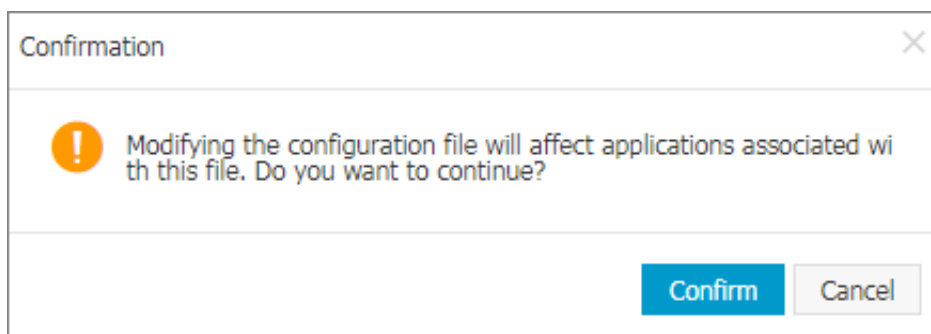 Confirmation
Modifying the configuration file will affect applications associated wi
th this file. Do you want to continue?
Confirm
Cancel